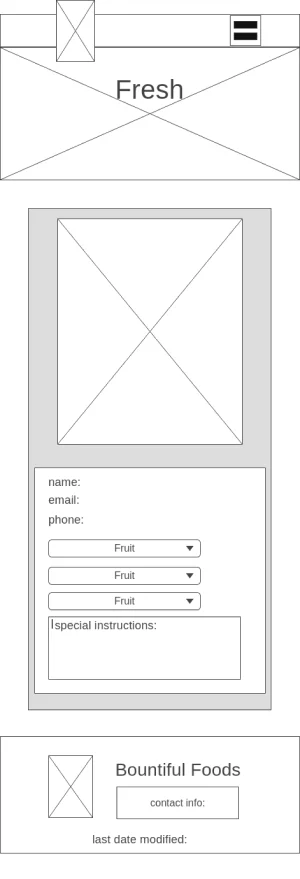 Fresh
name:
email:
phone:
Fruit
Fruit
Fruit
special instructions:
Bountiful Foods
contact info:
last date modified: